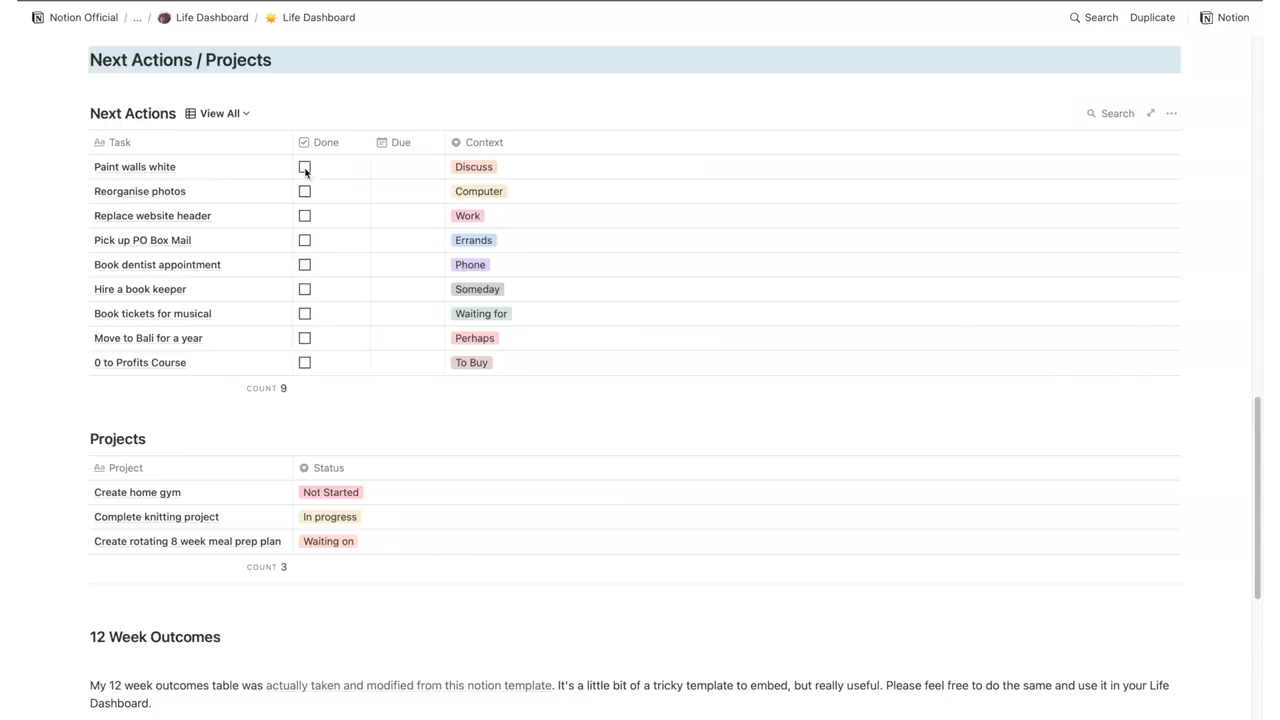 Notion Official / ... / Life Dashboard / Life Dashboard Search Duplicate Notion
Next Actions / Projects
Next Actions View All Search ...
Aa Task Done Due Context
Paint walls white Discuss
Reorganise photos Computer
Replace website header Work
Pick up PO Box Mail Errands
Book dentist appointment Phone
Hire a book keeper Someday
Book tickets for musical Waiting for
Move to Bali for a year Perhaps
0 to Profits Course To Buy
COUNT 9
Projects
Aa Project Status
Create home gym Not Started
Complete knitting project In progress
Create rotating 8 week meal prep plan Waiting on
COUNT 3
12 Week Outcomes
My 12 week outcomes table was actually taken and modified from this notion template. It's a little bit of a tricky template to embed, but really useful. Please feel free to do the same and use it in your Life
Dashboard.